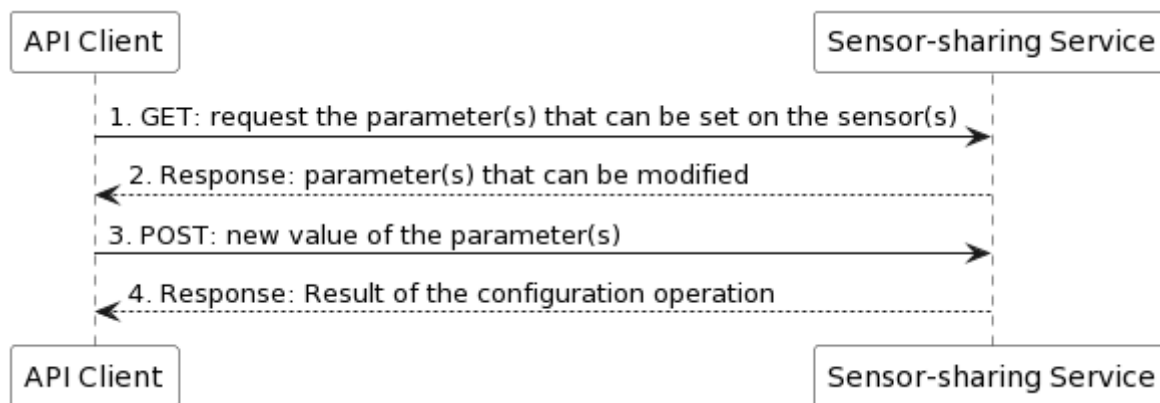 API Client
Sensor-sharing Service
1. GET: request the parameter(s) that can be set on the sensor(s)
2. Response: parameter(s) that can be modified
3. POST: new value of the parameter(s)
4. Response: Result of the configuration operation
API Client
Sensor-sharing Service